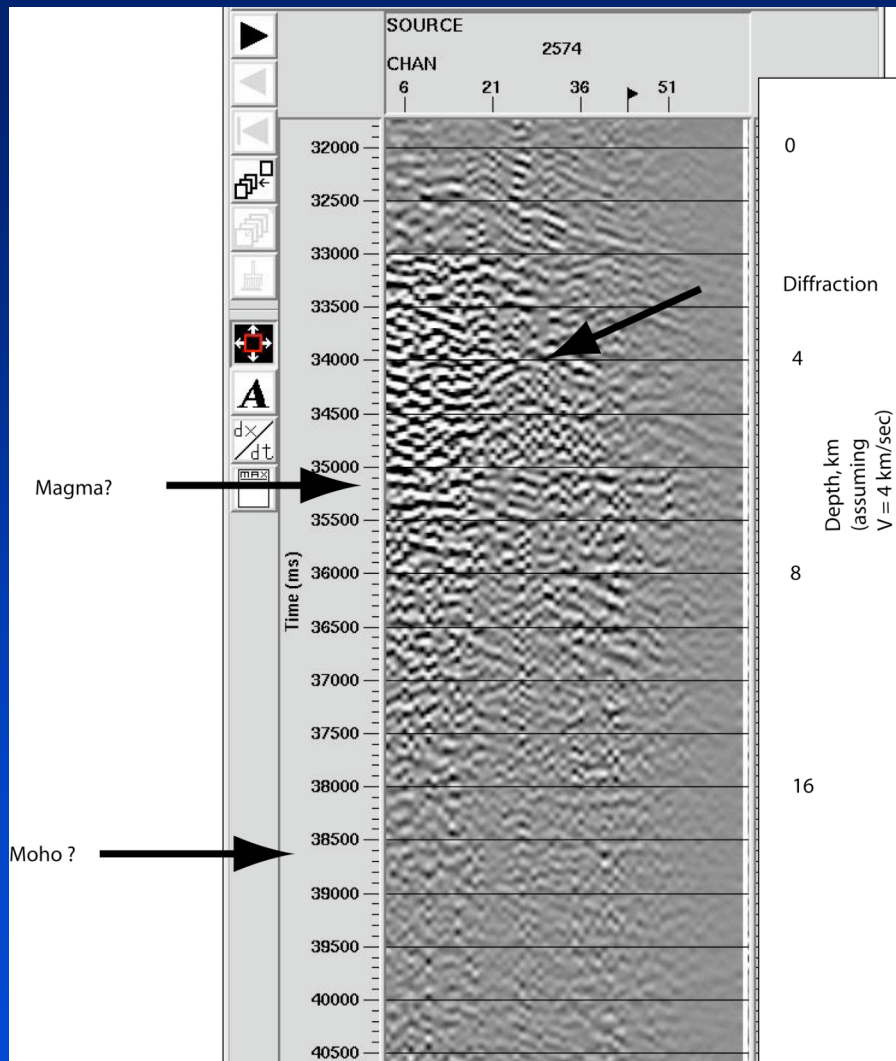 SOURCE
2574
CHAN
6 21 36 51
32000
32500
33000
33500
34000
34500
35000
35500
36000
36500
37000
37500
38000
38500
39000
39500
40000
40500
Time (ms)
A
dx/dt
MAX
Magma?
Moho ?
0
Diffraction
4
8
16
Depth, km
(assuming
V = 4 km/sec)